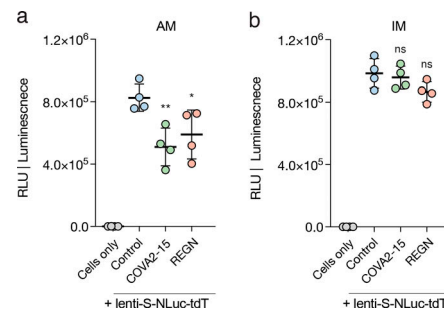 a
AM
RLU | Luminescnece
1.2×10⁶
8.0×10⁵
4.0×10⁵
0.0
**
*
Cells only
Control
COVA2-15
REGN
+ lenti-S-NLuc-tdT
b
IM
RLU | Luminescnece
1.2×10⁶
8.0×10⁵
4.0×10⁵
0.0
ns
ns
Cells only
Control
COVA2-15
REGN
+ lenti-S-NLuc-tdT